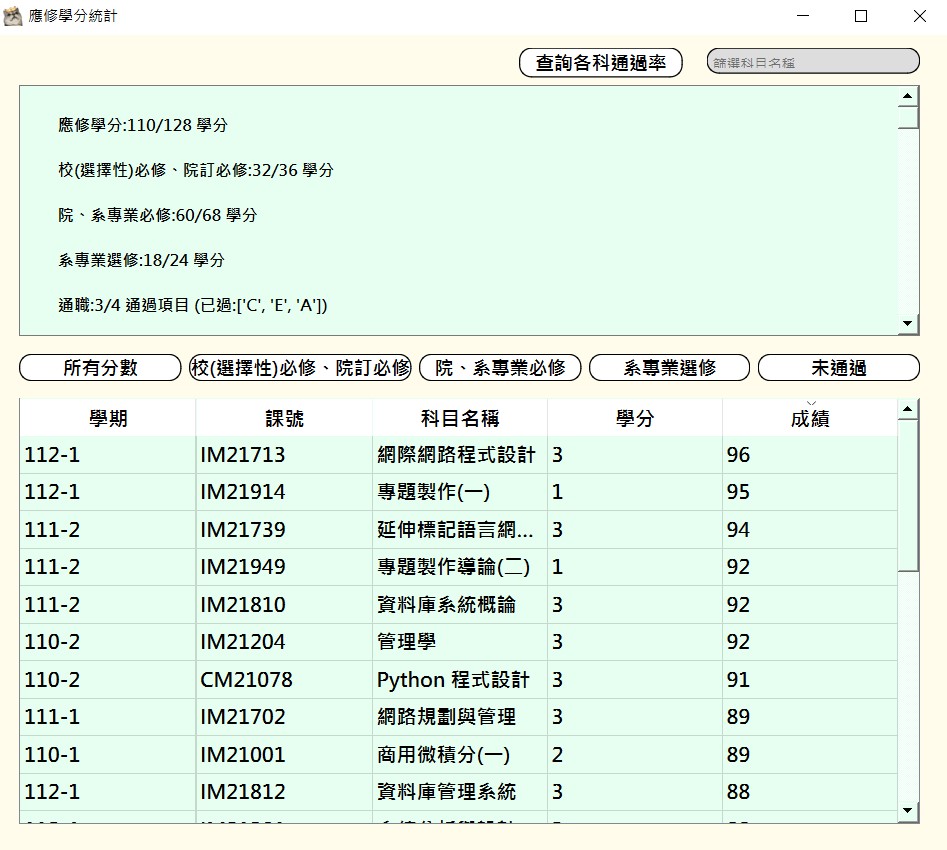 應修學分統計
查詢各科通過率 篩選科目名稱
應修學分:110/128 學分
校(選擇性)必修、院訂必修:32/36 學分
院、系專業必修:60/68 學分
系專業選修:18/24 學分
通職:3/4 通過項目 (已過:['C', 'E', 'A'])
所有分數 校(選擇性)必修、院訂必修 院、系專業必修 系專業選修 未通過
學期 課號 科目名稱 學分 成績
112-1 IM21713 網際網路程式設計 3 96
112-1 IM21914 專題製作(一) 1 95
111-2 IM21739 延伸標記語言網... 3 94
111-2 IM21949 專題製作導論(二) 1 92
111-2 IM21810 資料庫系統概論 3 92
110-2 IM21204 管理學 3 92
110-2 CM21078 Python 程式設計 3 91
111-1 IM21702 網路規劃與管理 3 89
110-1 IM21001 商用微積分(一) 2 89
112-1 IM21812 資料庫管理系統 3 88